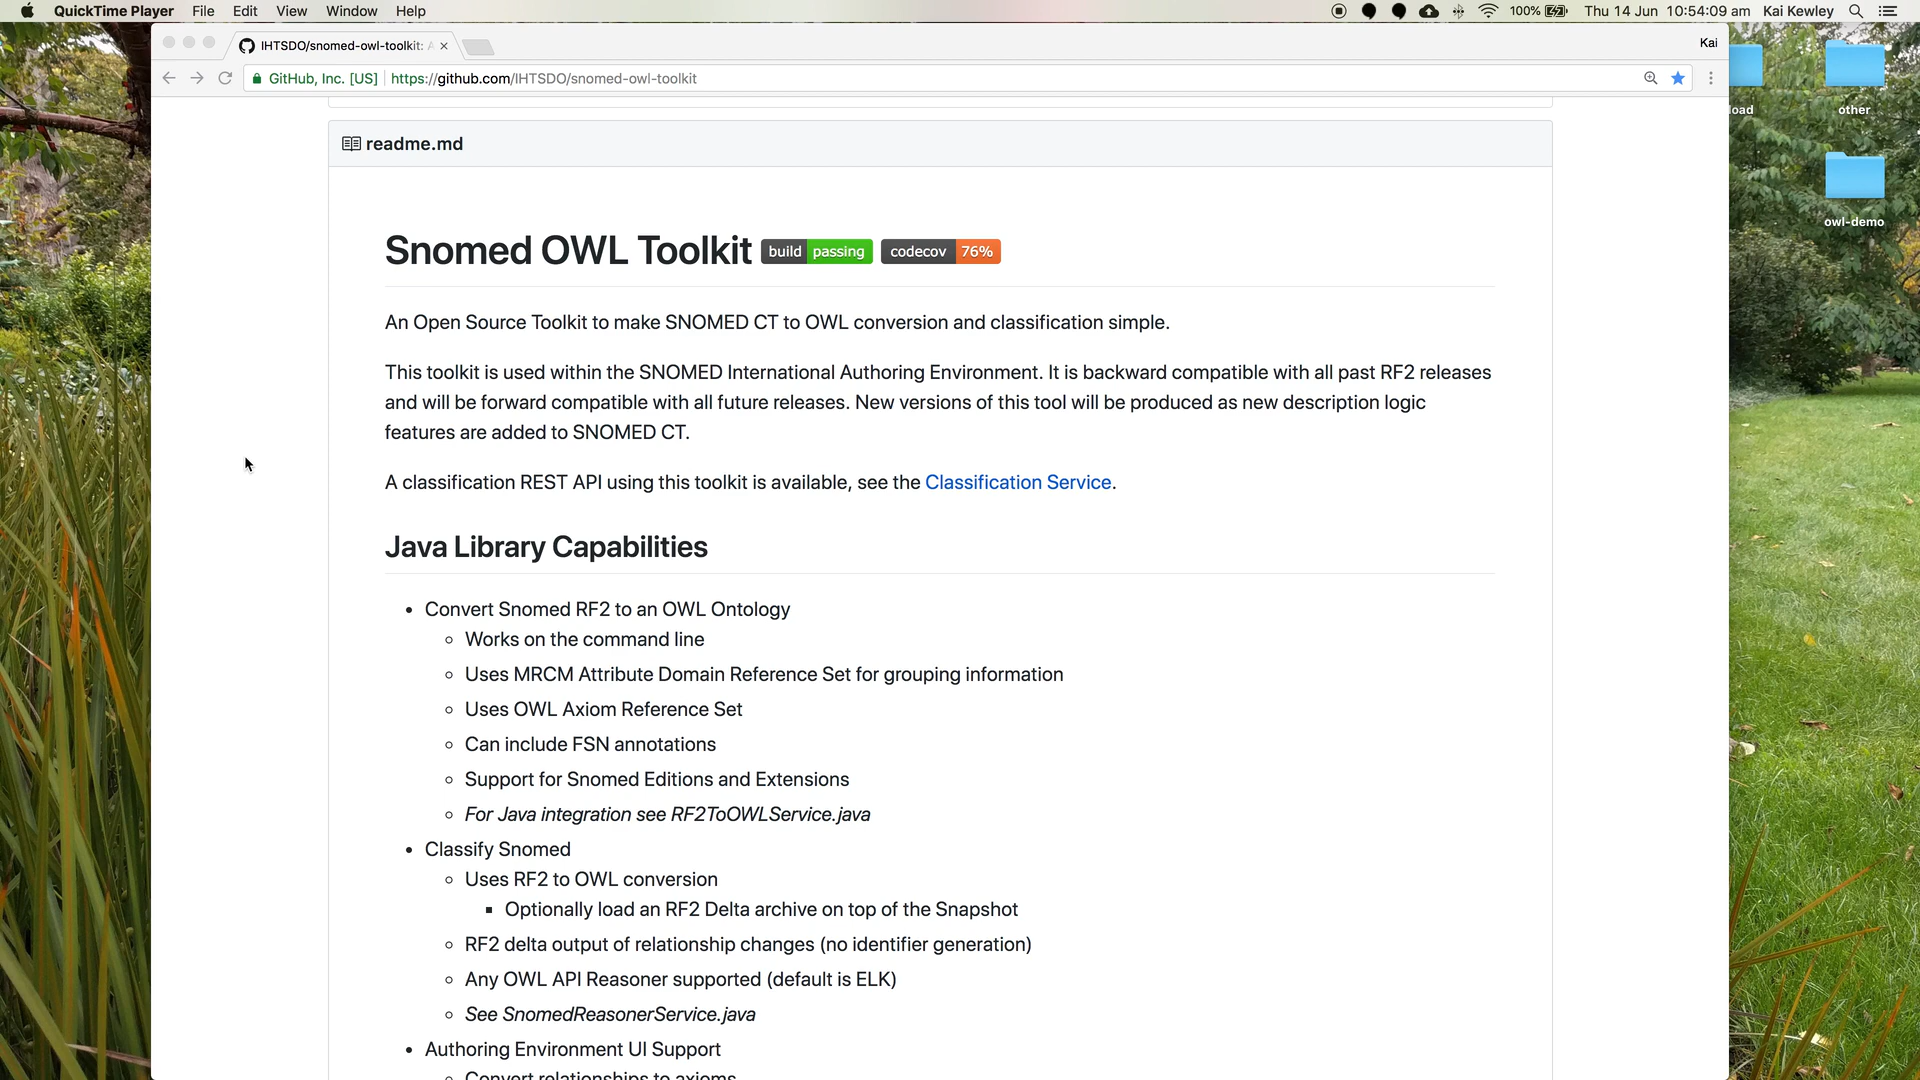 QuickTime Player File Edit View Window Help 100% Thu 14 Jun 10:54:09 am Kai Kewley
IHTSDO/snomed-owl-toolkit: A
Kai
GitHub, Inc. [US] https://github.com/IHTSDO/snomed-owl-toolkit
load
other
owl-demo
readme.md
Snomed OWL Toolkit build passing codecov 76%
An Open Source Toolkit to make SNOMED CT to OWL conversion and classification simple.
This toolkit is used within the SNOMED International Authoring Environment. It is backward compatible with all past RF2 releases
and will be forward compatible with all future releases. New versions of this tool will be produced as new description logic
features are added to SNOMED CT.
A classification REST API using this toolkit is available, see the Classification Service.
Java Library Capabilities
Convert Snomed RF2 to an OWL Ontology
Works on the command line
Uses MRCM Attribute Domain Reference Set for grouping information
Uses OWL Axiom Reference Set
Can include FSN annotations
Support for Snomed Editions and Extensions
For Java integration see RF2ToOWLService.java
Classify Snomed
Uses RF2 to OWL conversion
Optionally load an RF2 Delta archive on top of the Snapshot
RF2 delta output of relationship changes (no identifier generation)
Any OWL API Reasoner supported (default is ELK)
See SnomedReasonerService.java
Authoring Environment UI Support
Convert relationships to axioms